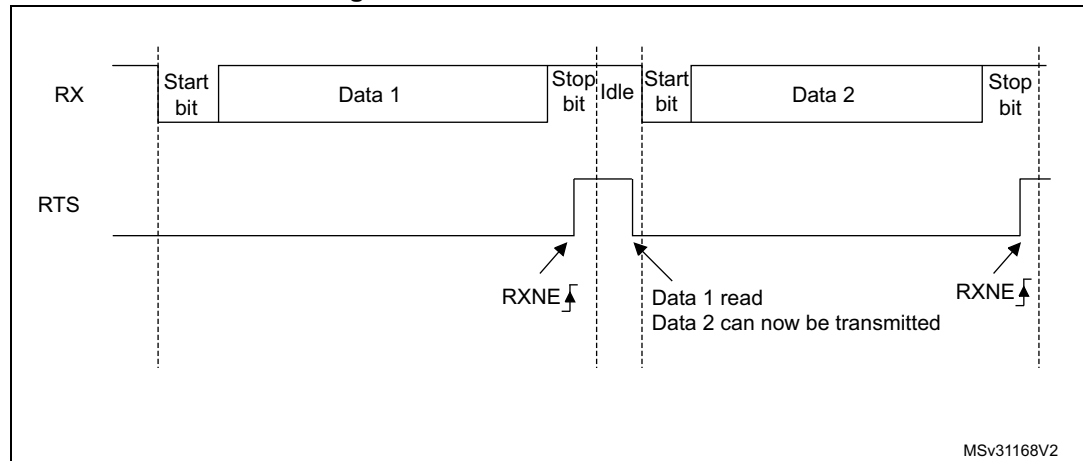 RX
Start
bit
Data 1
Stop
bit
Idle
Start
bit
Data 2
Stop
bit
RTS
RXNE
Data 1 read
Data 2 can now be transmitted
RXNE
MSv31168V2